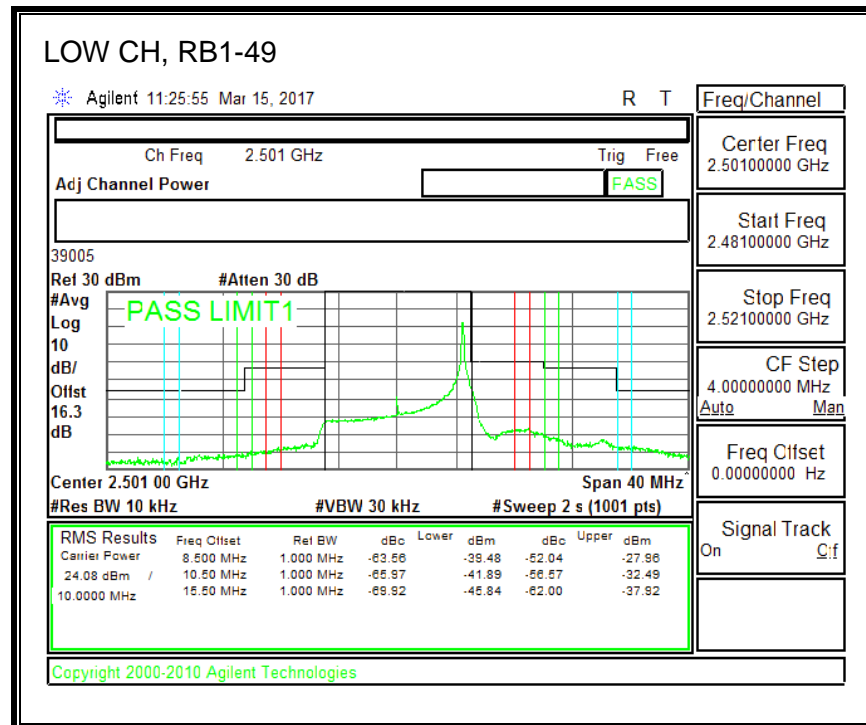 LOW CH, RB1-49
Agilent 11:25:55 Mar 15, 2017 R T
Freq/Channel
Ch Freq 2.501 GHz Trig Free
Adj Channel Power PASS
Center Freq
2.50100000 GHz
Start Freq
2.48100000 GHz
Stop Freq
2.52100000 GHz
CF Step
4.00000000 MHz
Auto Man
Freq Offset
0.00000000 Hz
Signal Track
On Off
39005
Ref 30 dBm #Atten 30 dB
#Avg
Log
10
dB/
Offst
16.3
dB
PASS LIMIT1
Center 2.501 00 GHz Span 40 MHz
#Res BW 10 kHz #VBW 30 kHz #Sweep 2 s (1001 pts)
RMS Results Freq Offset Ref BW dBc Lower dBm dBc Upper dBm
Carrier Power 8.500 MHz 1.000 MHz -63.56 -39.48 -52.04 -27.96
24.08 dBm / 10.50 MHz 1.000 MHz -65.97 -41.89 -56.57 -32.49
10.0000 MHz 15.50 MHz 1.000 MHz -69.92 -45.84 -62.00 -37.92
Copyright 2000-2010 Agilent Technologies